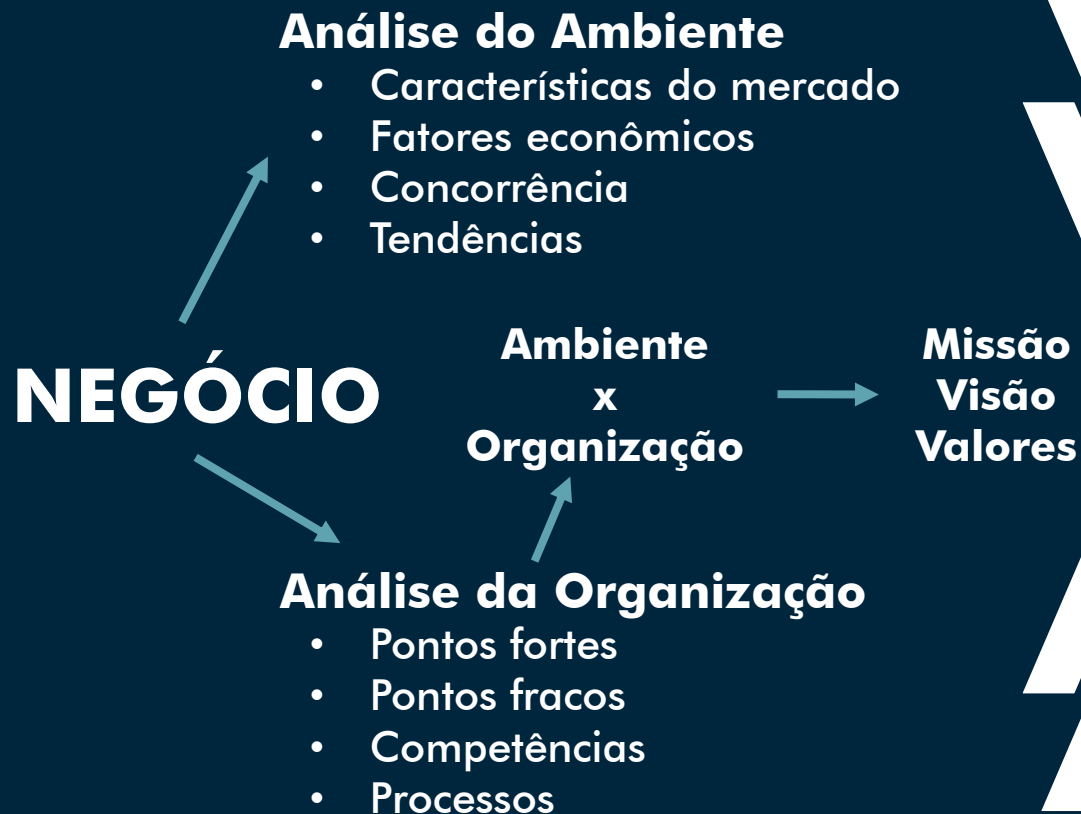 Análise do Ambiente
• Características do mercado
• Fatores econômicos
• Concorrência
• Tendências
NEGÓCIO
Ambiente
x
Organização
Missão
Visão
Valores
Análise da Organização
• Pontos fortes
• Pontos fracos
• Competências
• Processos